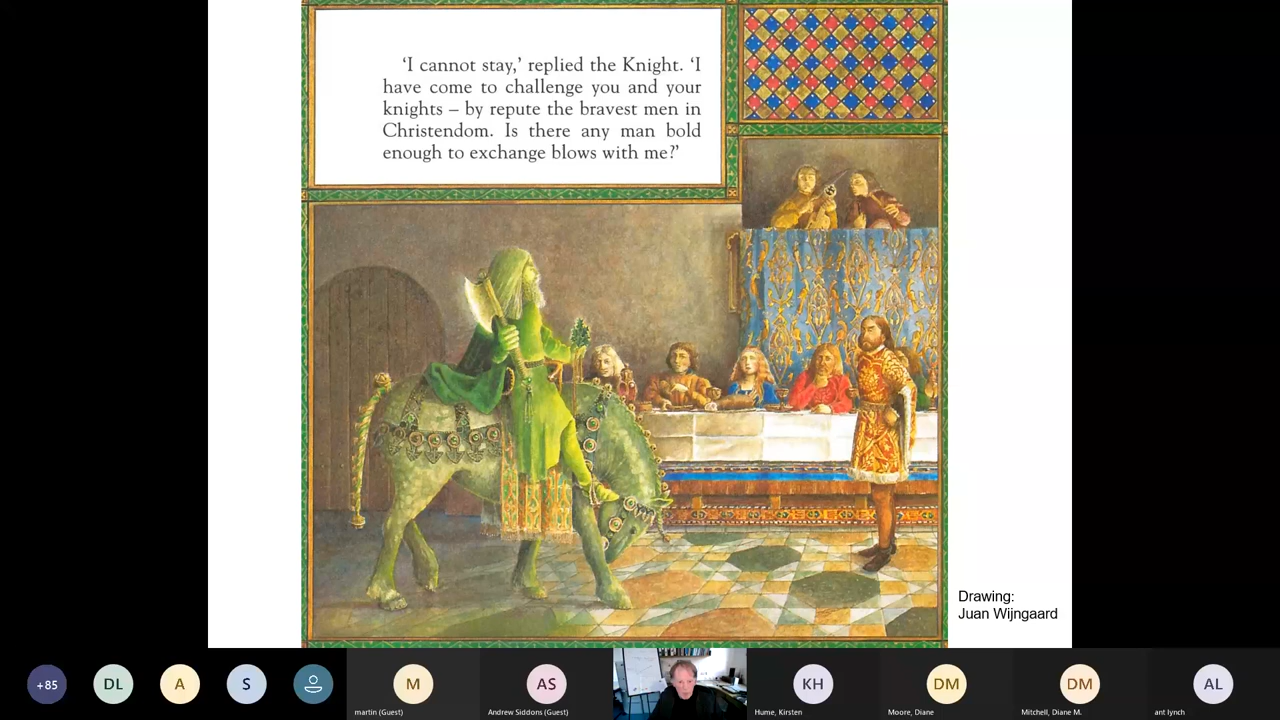 ‘I cannot stay,’ replied the Knight. ‘I
have come to challenge you and your
knights – by repute the bravest men in
Christendom. Is there any man bold
enough to exchange blows with me?’
Drawing:
Juan Wijngaard
+85
DL
A
S
M
martin (Guest)
AS
Andrew Siddons (Guest)
KH
Hume, Kirsten
DM
Moore, Diane
DM
Mitchell, Diane M.
AL
ant lynch